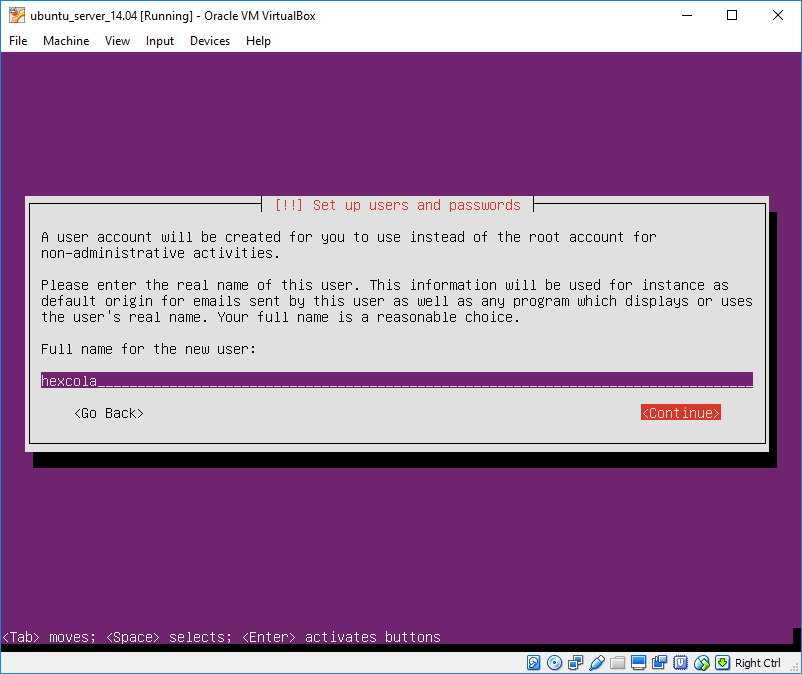 ubuntu_server_14.04 [Running] - Oracle VM VirtualBox
File Machine View Input Devices Help
[!!] Set up users and passwords
A user account will be created for you to use instead of the root account for
non-administrative activities.
Please enter the real name of this user. This information will be used for instance as
default origin for emails sent by this user as well as any program which displays or uses
the user's real name. Your full name is a reasonable choice.
Full name for the new user:
hexcola
<Go Back> <Continue>
<Tab> moves; <Space> selects; <Enter> activates buttons
Right Ctrl